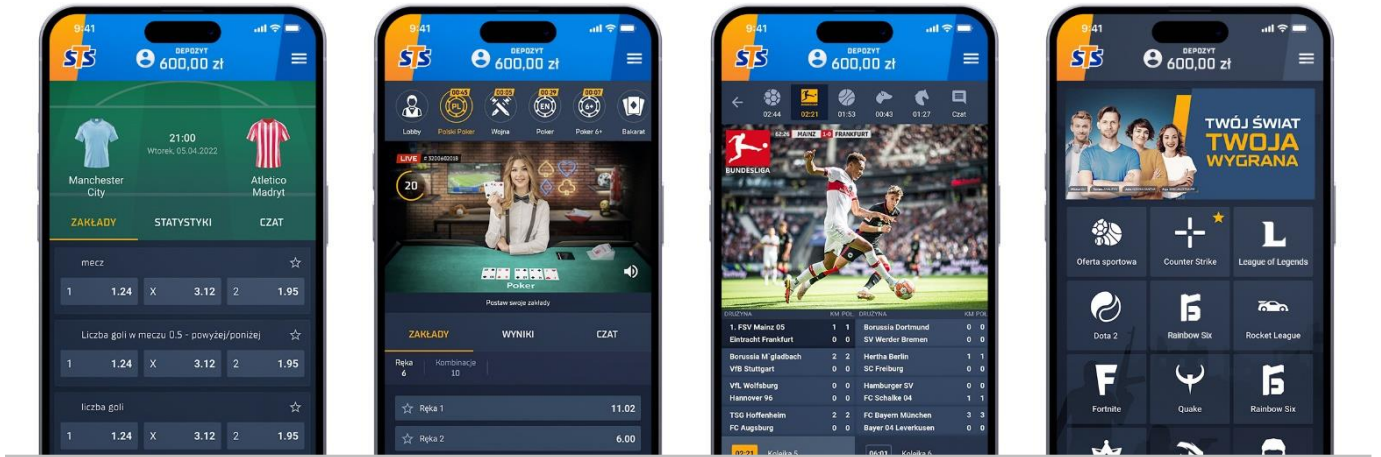 9:41
STS
DEPOZYT
600,00 zł
21:00
Wtorek, 05.04.2022
Manchester
City
Atletico
Madryt
ZAKŁADY STATYSTYKI CZAT
mecz
1 1.24 X 3.12 2 1.95
Liczba goli w meczu 0.5 - powyżej/poniżej
1 1.24 X 3.12 2 1.95
liczba goli
1 1.24 X 3.12 2 1.95
9:41
STS
DEPOZYT
600,00 zł
00:45 00:05 00:29 00:07
PL EN 6+
Lobby Polski Poker Wojna Poker Poker 6+ Bakarat
LIVE # 3200602015
20
Poker
Postaw swoje zakłady
ZAKŁADY WYNIKI CZAT
Ręka Kombinacje
6 10
Ręka 1 11.02
Ręka 2 6.00
9:41
STS
DEPOZYT
600,00 zł
02:44 02:21 01:53 00:43 01:27 Czat
62:26 MAINZ 1-0 FRANKFURT
BUNDESLIGA
DRUŻYNA KM POŁ. DRUŻYNA KM POŁ.
1. FSV Mainz 05 1 1 Borussia Dortmund 0 0
Eintracht Frankfurt 0 0 SV Werder Bremen 0 0
Borussia M`gladbach 2 2 Hertha Berlin 1 1
VfB Stuttgart 0 0 SC Freiburg 0 0
VfL Wolfsburg 0 0 Hamburger SV 0 0
Hannover 96 0 0 FC Schalke 04 1 1
TSG Hoffenheim 2 2 FC Bayern München 3 3
FC Augsburg 0 0 Bayer 04 Leverkusen 0 0
02:21 Kolejka 5 06:01 Kolejka 6
9:41
STS
DEPOZYT
600,00 zł
TWÓJ ŚWIAT
TWOJA
WYGRANA
Oferta sportowa Counter Strike League of Legends
Dota 2 Rainbow Six Rocket League
Fortnite Quake Rainbow Six